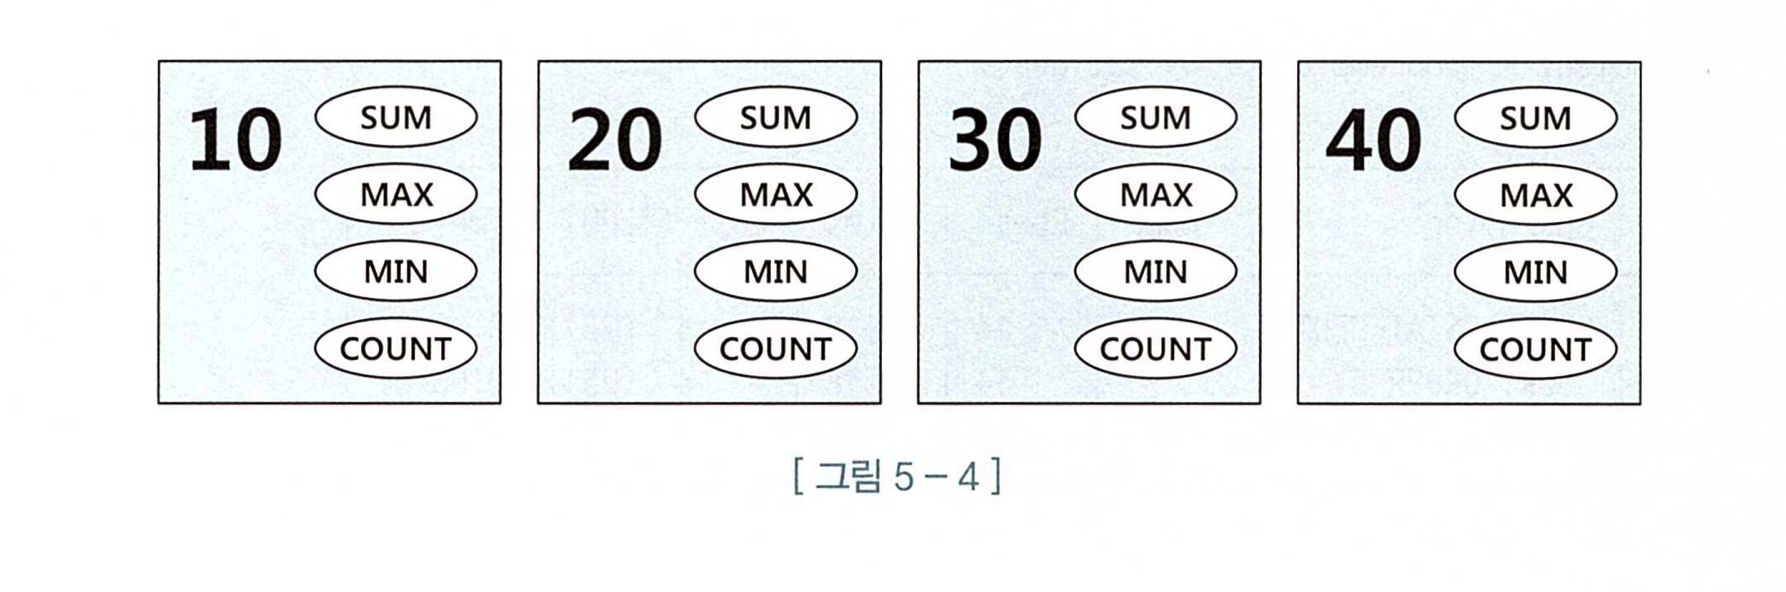 10 SUM MAX MIN COUNT
20 SUM MAX MIN COUNT
30 SUM MAX MIN COUNT
40 SUM MAX MIN COUNT
[ 그림 5 – 4 ]